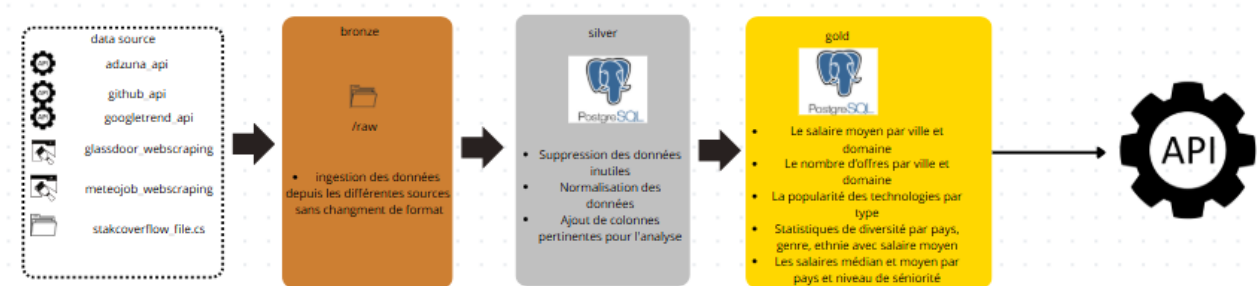 data source
API
adzuna_api
API
github_api
API
googletrend_api
glassdoor_webscraping
meteojob_webscraping
stakcoverflow_file.cs
bronze
/raw
• ingestion des données
depuis les différentes sources
sans changment de format
silver
PostgreSQL
• Suppression des données
inutiles
• Normalisation des
données
• Ajout de colonnes
pertinentes pour l'analyse
gold
PostgreSQL
• Le salaire moyen par ville et
domaine
• Le nombre d'offres par ville et
domaine
• La popularité des technologies par
type
• Statistiques de diversité par pays,
genre, ethnie avec salaire moyen
• Les salaires médian et moyen par
pays et niveau de séniorité
API